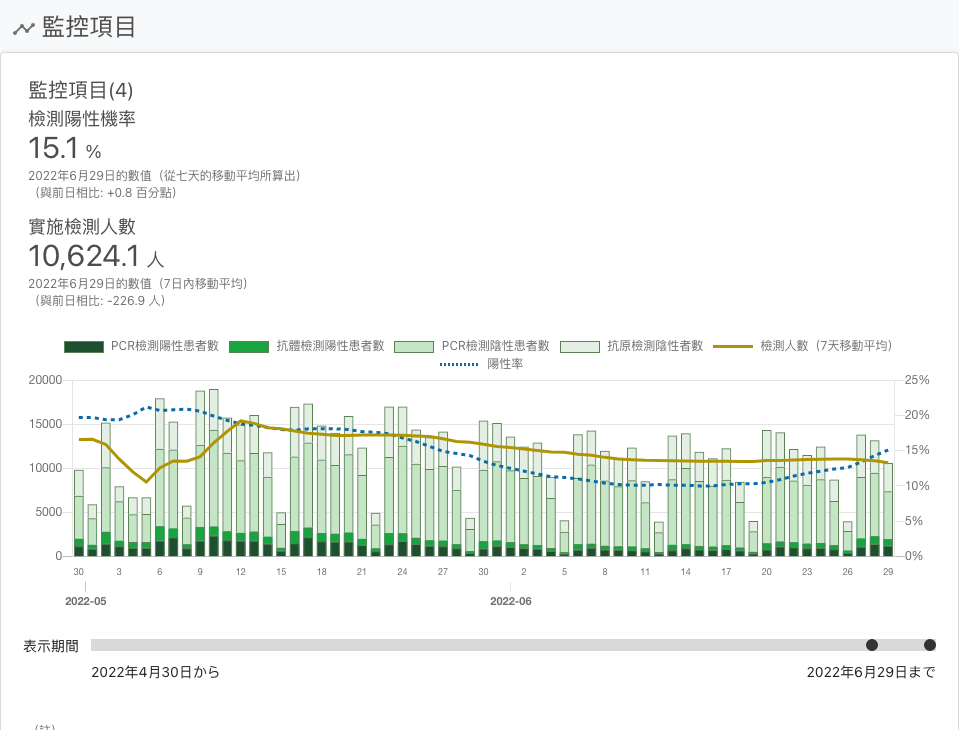 監控項目
監控項目(4)
檢測陽性機率
15.1 %
2022年6月29日的數值（從七天的移動平均所算出）
（與前日相比: +0.8 百分點）
實施檢測人數
10,624.1 人
2022年6月29日的數值（7日內移動平均）
（與前日相比: -226.9 人）
PCR檢測陽性患者數 抗體檢測陽性患者數 PCR檢測陰性患者數 抗原檢測陰性者數 檢測人數（7天移動平均）
陽性率
20000 25%
20%
15000
15%
10000
10%
5000
5%
0 0%
30 3 6 9 12 15 18 21 24 27 30 2 5 8 11 14 17 20 23 26 29
2022-05 2022-06
表示期間
2022年4月30日から 2022年6月29日まで
（註）